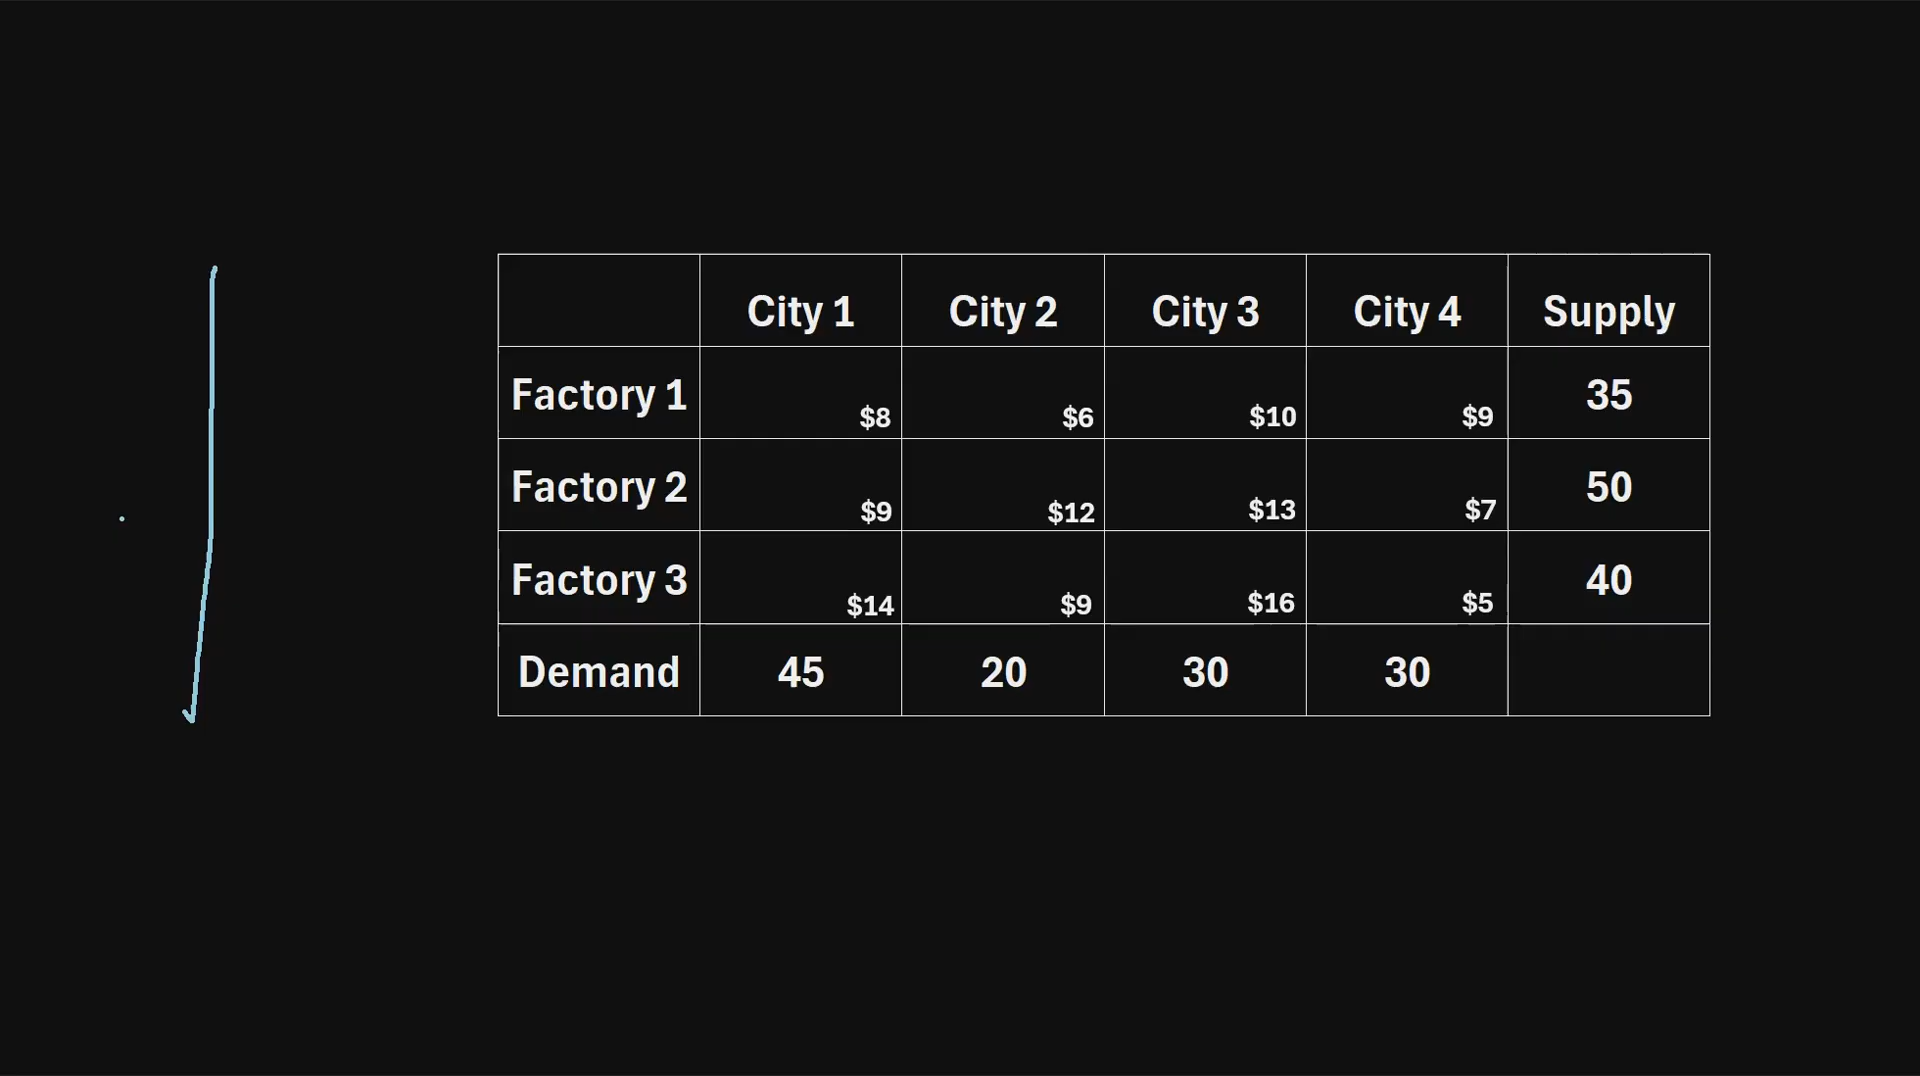 City 1 City 2 City 3 City 4 Supply
Factory 1 $8 $6 $10 $9 35
Factory 2 $9 $12 $13 $7 50
Factory 3 $14 $9 $16 $5 40
Demand 45 20 30 30